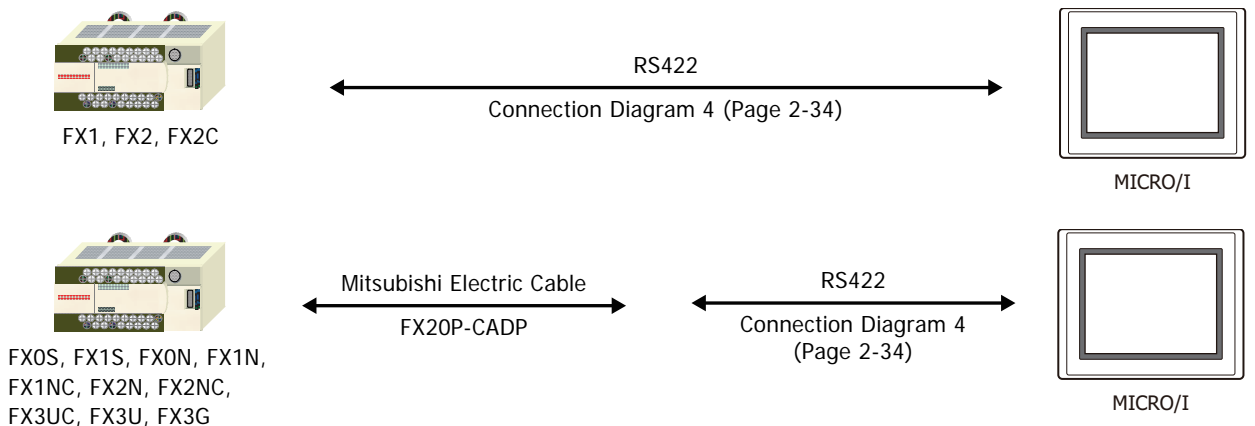 RS422
Connection Diagram 4 (Page 2-34)
FX1, FX2, FX2C
MICRO/I
Mitsubishi Electric Cable
FX20P-CADP
RS422
Connection Diagram 4
(Page 2-34)
FX0S, FX1S, FX0N, FX1N,
FX1NC, FX2N, FX2NC,
FX3UC, FX3U, FX3G
MICRO/I